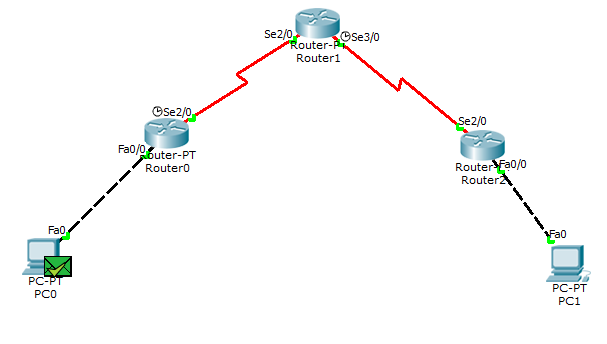 Se2/0
Se3/0
Router-P
Router1
Se2/0
Fa0/0
outer-PT
Router0
Se2/0
Router-
Fa0/0
Router2
Fa0
PC-PT
PC0
Fa0
PC-PT
PC1